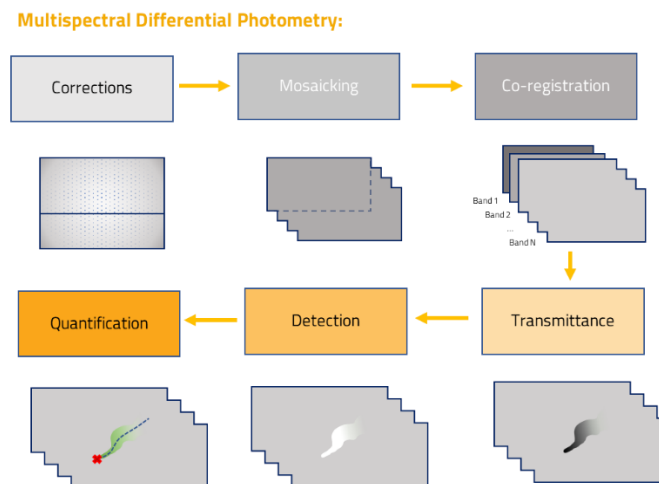 Multispectral Differential Photometry:
Corrections
Mosaicking
Co-registration
Band 1
Band 2
...
Band N
Quantification
Detection
Transmittance